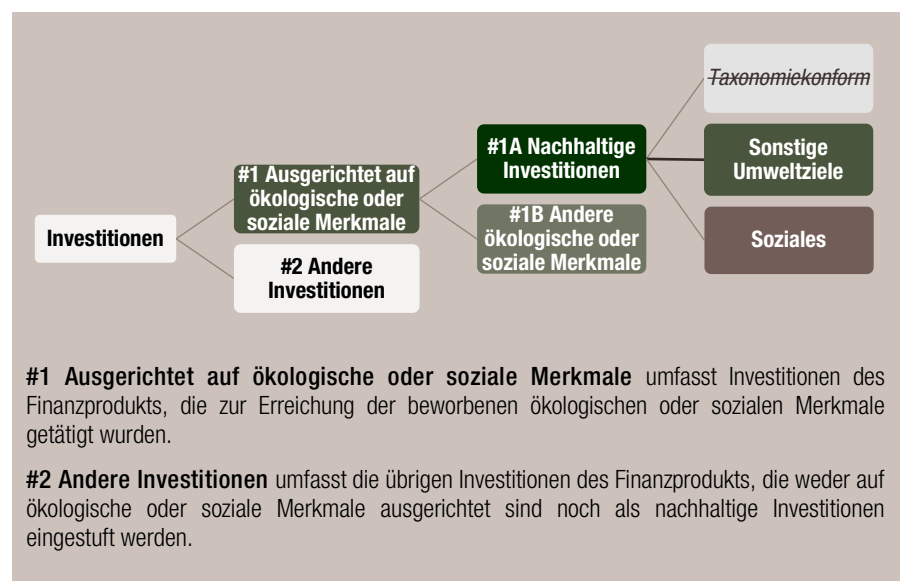 Taxonomiekonform
#1A Nachhaltige
Investitionen
Sonstige
Umweltziele
#1 Ausgerichtet auf
ökologische oder
soziale Merkmale
#1B Andere
ökologische oder
soziale Merkmale
Soziales
Investitionen
#2 Andere
Investitionen
#1 Ausgerichtet auf ökologische oder soziale Merkmale umfasst Investitionen des
Finanzprodukts, die zur Erreichung der beworbenen ökologischen oder sozialen Merkmale
getätigt wurden.
#2 Andere Investitionen umfasst die übrigen Investitionen des Finanzprodukts, die weder auf
ökologische oder soziale Merkmale ausgerichtet sind noch als nachhaltige Investitionen
eingestuft werden.